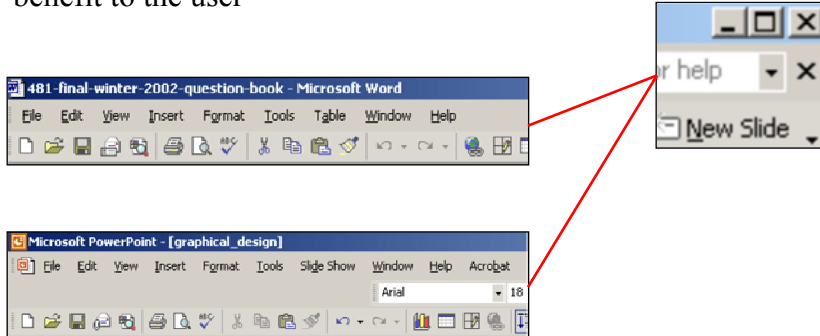 benefit to the user
481-final-winter-2002-question-book - Microsoft Word
File Edit View Insert Format Tools Table Window Help
Microsoft PowerPoint - [graphical_design]
File Edit View Insert Format Tools Slide Show Window Help Acrobat
Arial 18
help
New Slide